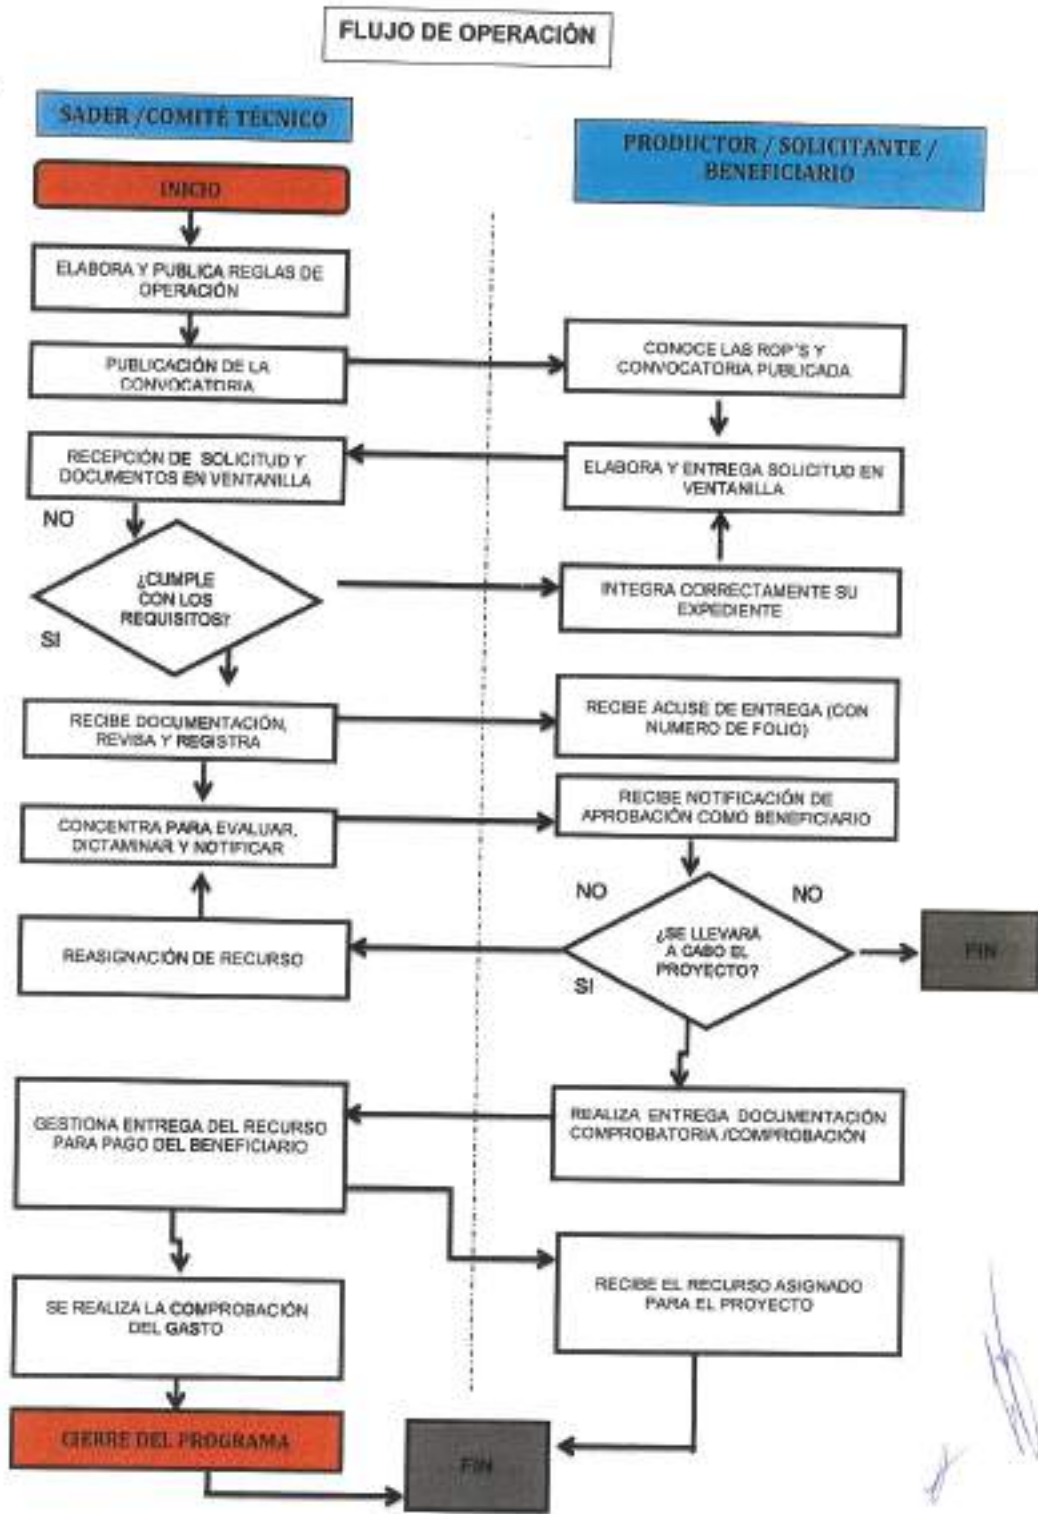 FLUJO DE OPERACIÓN
SADER / COMITÉ TÉCNICO
PRODUCTOR / SOLICITANTE /
BENEFICIARIO
INICIO
ELABORA Y PUBLICA REGLAS DE
OPERACIÓN
PUBLICACIÓN DE LA
CONVOCATORIA
CONOCE LAS ROP´S Y
CONVOCATORIA PUBLICADA
RECEPCIÓN DE SOLICITUD Y
DOCUMENTOS EN VENTANILLA
ELABORA Y ENTREGA SOLICITUD EN
VENTANILLA
NO
¿CUMPLE
CON LOS
REQUISITOS?
SI
INTEGRA CORRECTAMENTE SU
EXPEDIENTE
RECIBE DOCUMENTACIÓN,
REVISA Y REGISTRA
RECIBE ACUSE DE ENTREGA (CON
NUMERO DE FOLIO)
CONCENTRA PARA EVALUAR,
DICTAMINAR Y NOTIFICAR
RECIBE NOTIFICACIÓN DE
APROBACIÓN COMO BENEFICIARIO
NO
NO
¿SE LLEVARÁ
A CABO EL
PROYECTO?
SI
FIN
REASIGNACIÓN DE RECURSO
GESTIONA ENTREGA DEL RECURSO
PARA PAGO DEL BENEFICIARIO
REALIZA ENTREGA DOCUMENTACIÓN
COMPROBATORIA /COMPROBACIÓN
SE REALIZA LA COMPROBACIÓN
DEL GASTO
RECIBE EL RECURSO ASIGNADO
PARA EL PROYECTO
CIERRE DEL PROGRAMA
FIN